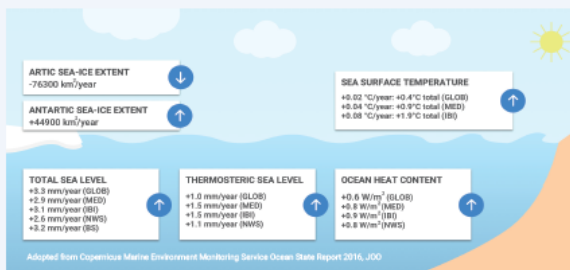 ARTIC SEA-ICE EXTENT
-76300 km²/year
ANTARTIC SEA-ICE EXTENT
+44900 km²/year
SEA SURFACE TEMPERATURE
+0.02 °C/year: +0.4°C total (GLOB)
+0.04 °C/year: +0.9°C total (MED)
+0.08 °C/year: +1.9°C total (IBI)
TOTAL SEA LEVEL
+3.3 mm/year (GLOB)
+2.9 mm/year (MED)
+3.1 mm/year (IBI)
+2.6 mm/year (NWS)
+3.2 mm/year (BS)
THERMOSTERIC SEA LEVEL
+1.0 mm/year (GLOB)
+1.5 mm/year (MED)
+1.5 mm/year (IBI)
+1.1 mm/year (NWS)
OCEAN HEAT CONTENT
+0.6 W/m² (GLOB)
+0.8 W/m² (MED)
+0.9 W/m² (IBI)
+0.8 W/m² (NWS)
Adapted from Copernicus Marine Environment Monitoring Service Ocean State Report 2016, JOO